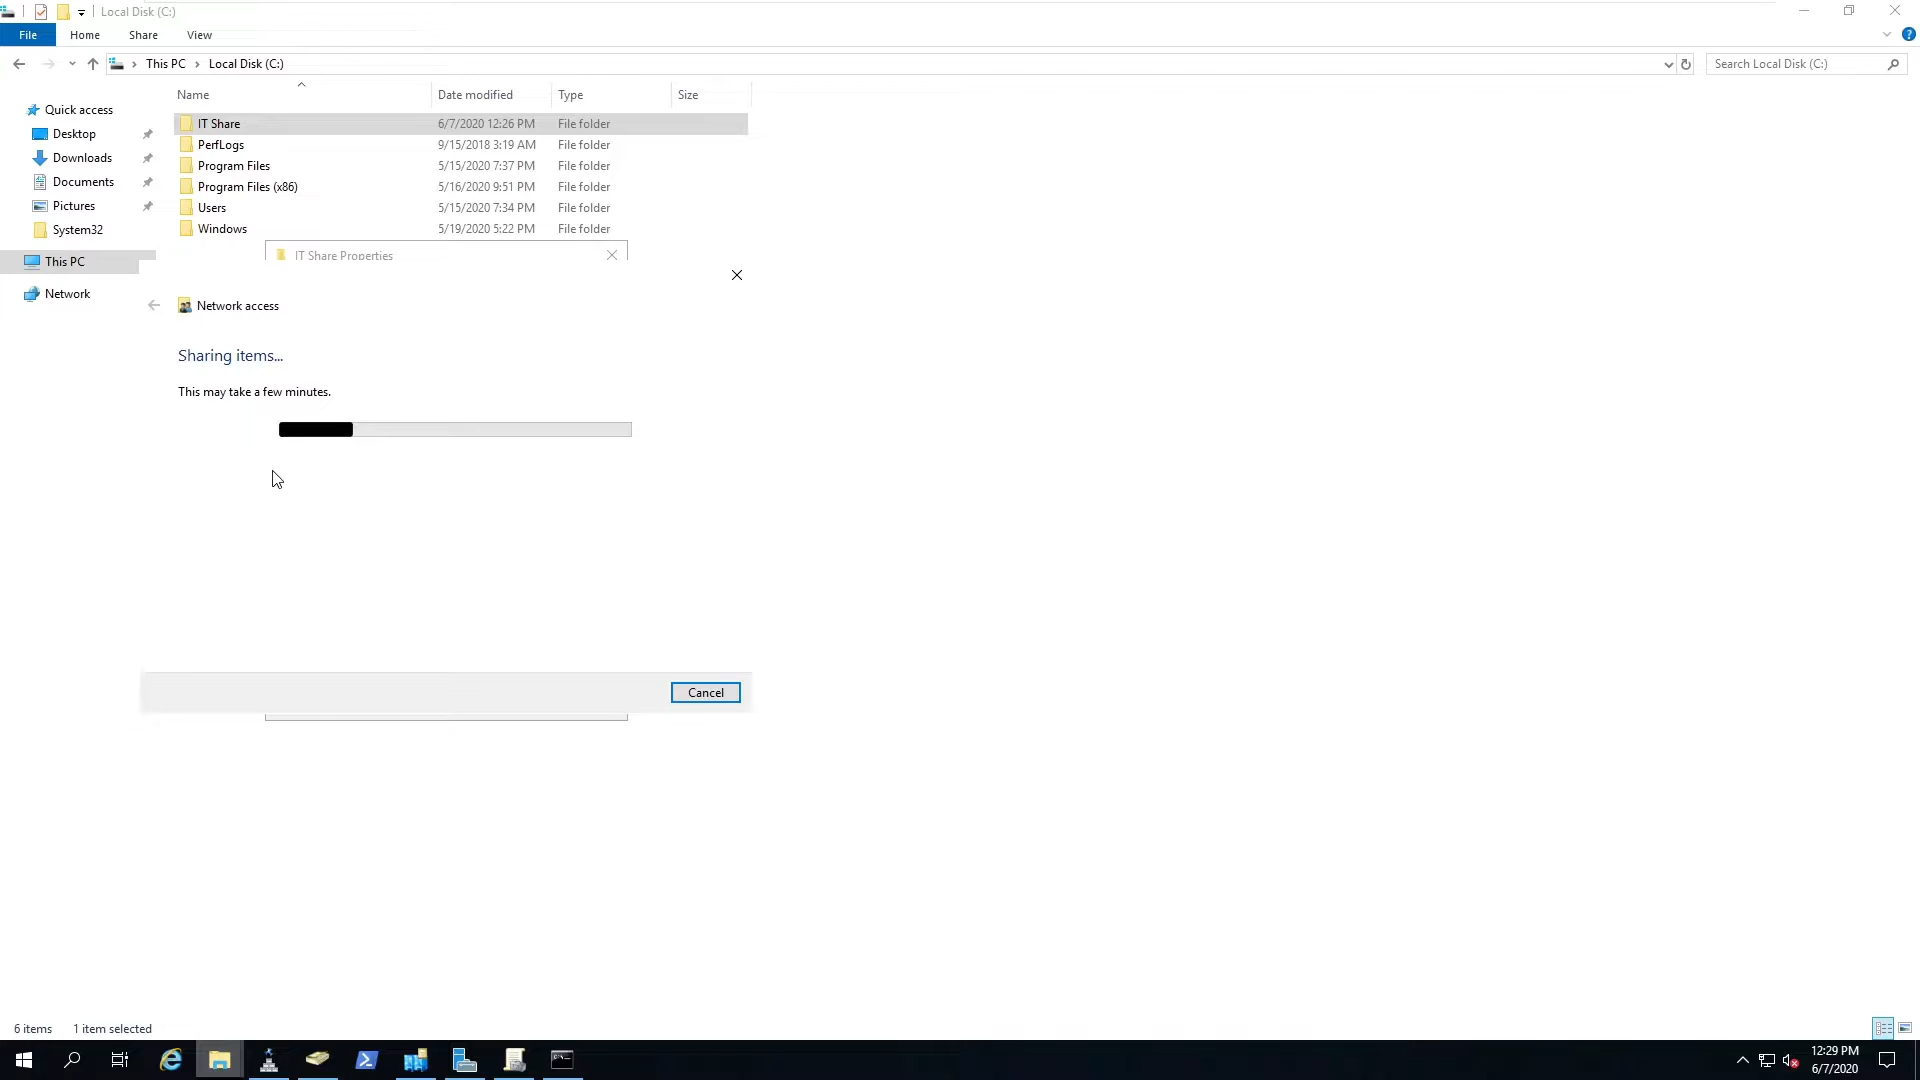 Local Disk (C:)
File Home Share View
This PC Local Disk (C:) Search Local Disk (C:)
Name Date modified Type Size
Quick access
Desktop
Downloads
Documents
Pictures
System32
This PC
Network
IT Share 6/7/2020 12:26 PM File folder
PerfLogs 9/15/2018 3:19 AM File folder
Program Files 5/15/2020 7:37 PM File folder
Program Files (x86) 5/16/2020 9:51 PM File folder
Users 5/15/2020 7:34 PM File folder
Windows 5/19/2020 5:22 PM File folder
IT Share Properties
Network access
Sharing items...
This may take a few minutes.
Cancel
6 items 1 item selected
12:29 PM
6/7/2020